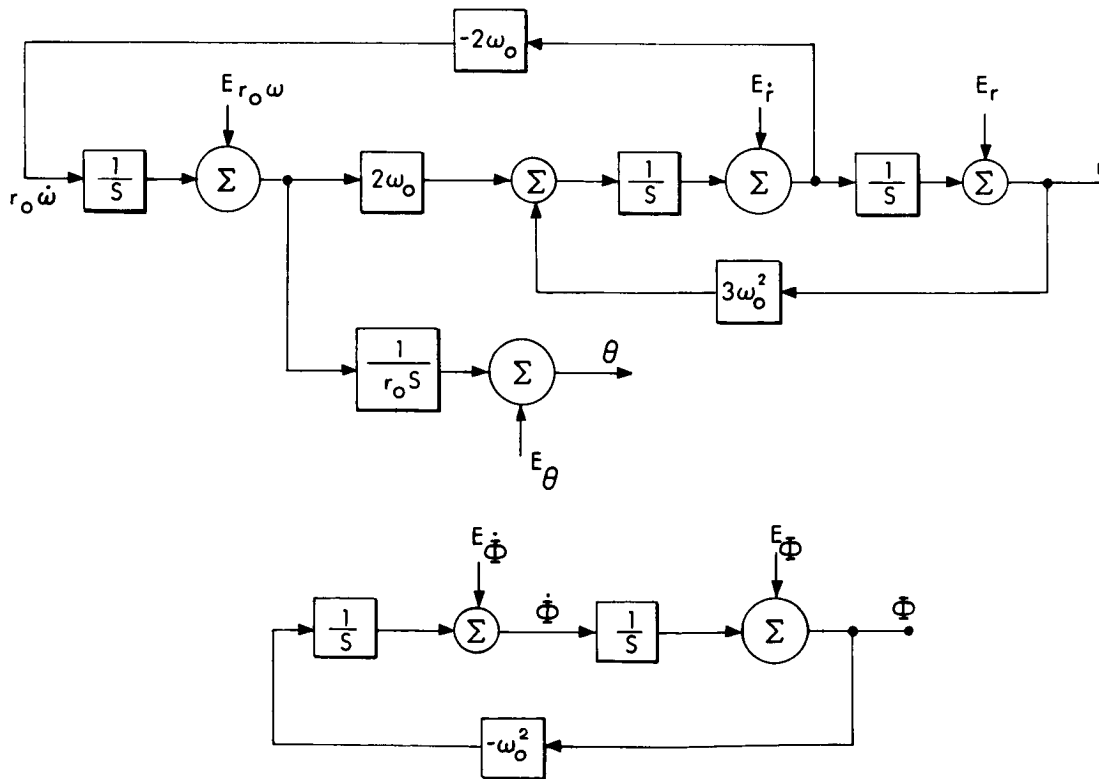 -2ω₀
E r₀ω
E ṙ
E r
r₀ω̇
1/S
Σ
2ω₀
Σ
1/S
Σ
1/S
Σ
3ω₀²
1/r₀S
Σ
θ
E θ
E Φ̇
E Φ
1/S
Σ
Φ̇
1/S
Σ
Φ
-ω₀²